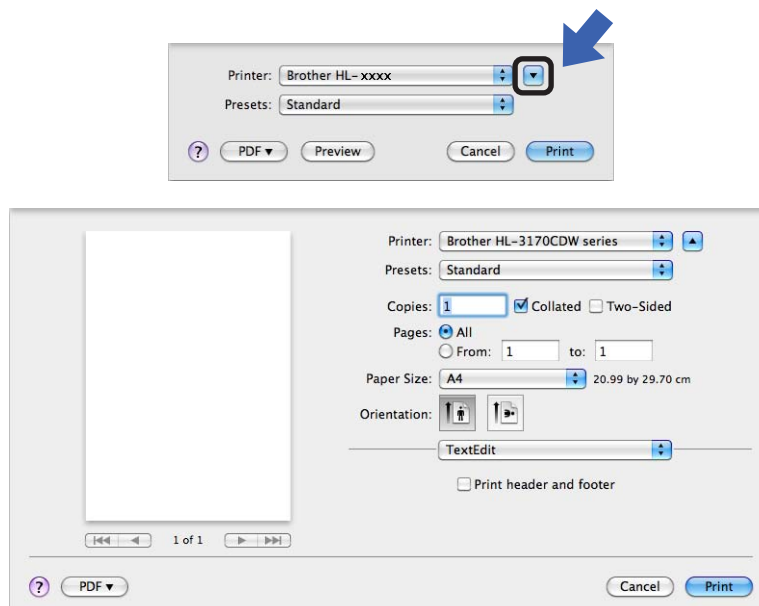 Printer: Brother HL- xxxx
Presets: Standard
? PDF▼ Preview Cancel Print
Printer: Brother HL-3170CDW series
Presets: Standard
Copies: 1 Collated Two-Sided
Pages: All
From: 1 to: 1
Paper Size: A4 20.99 by 29.70 cm
Orientation:
TextEdit
Print header and footer
1 of 1
? PDF▼ Cancel Print